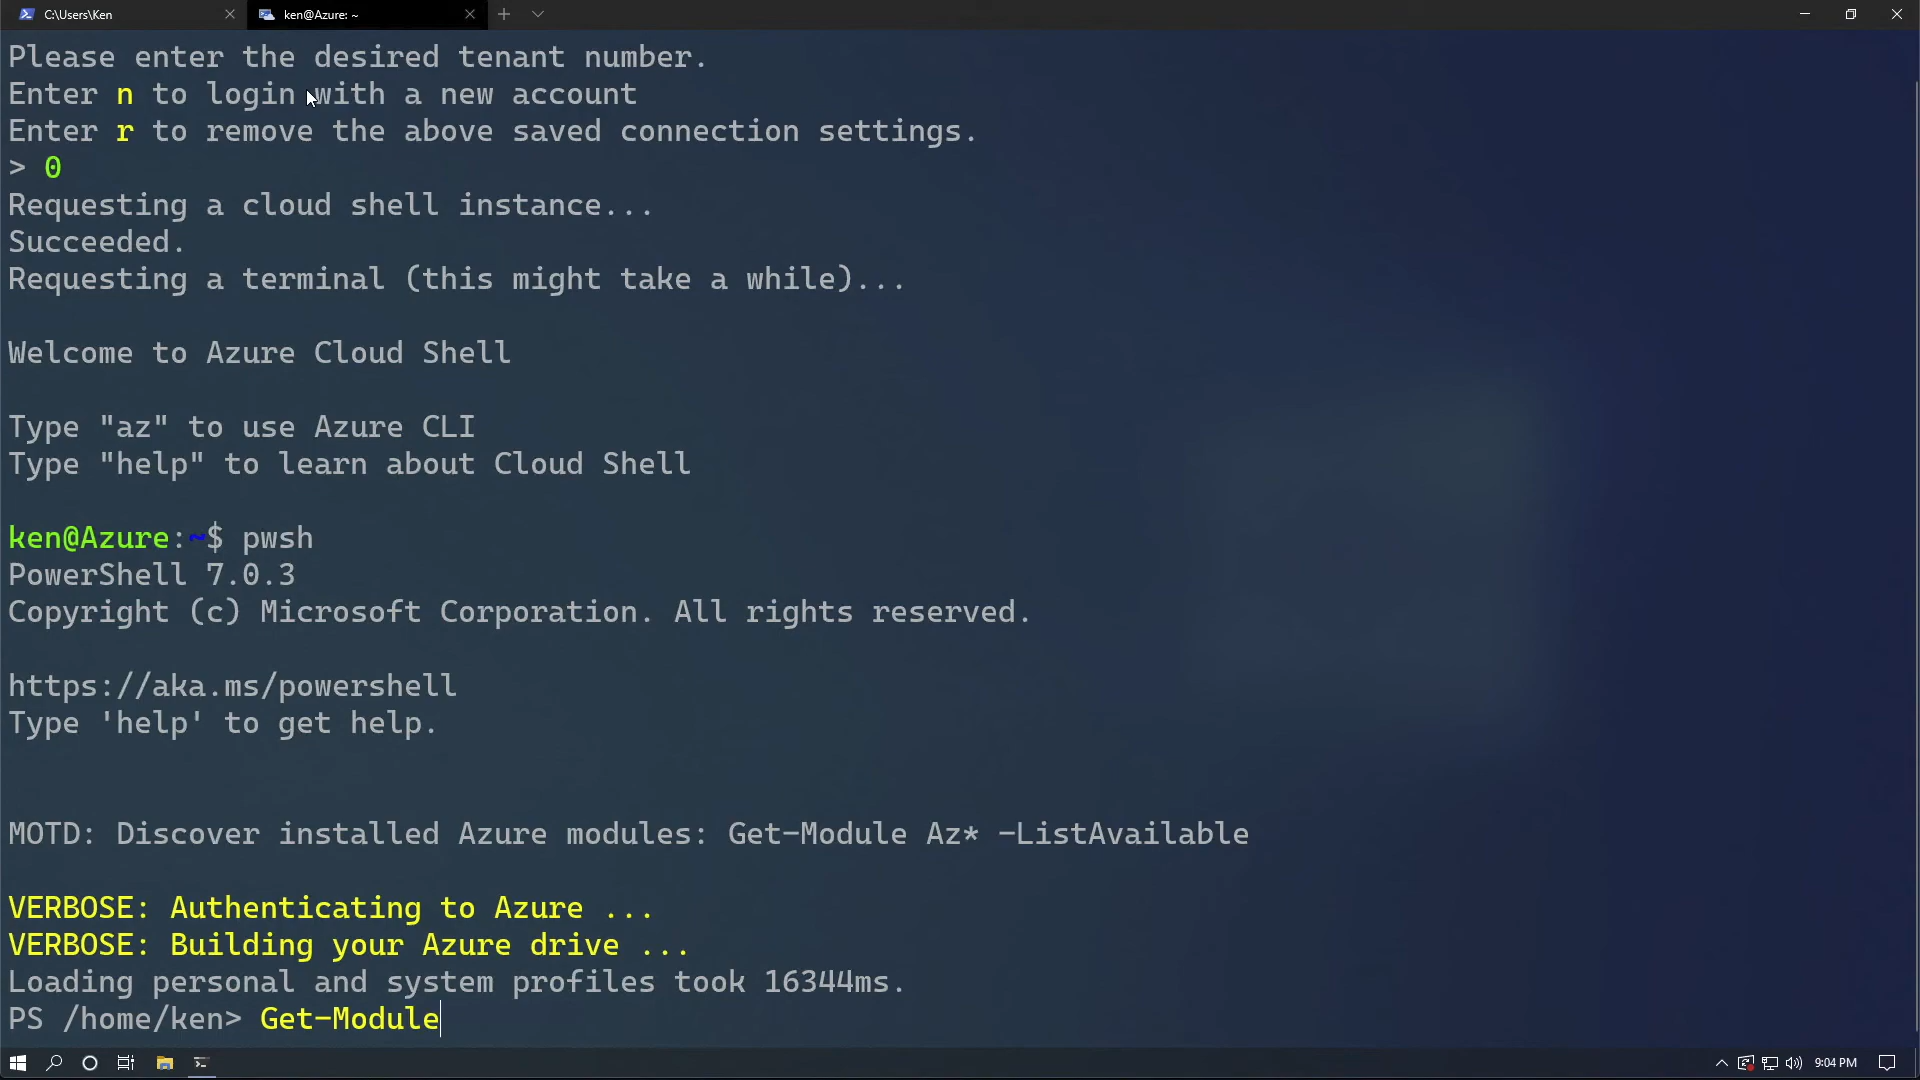 C:\Users\Ken
ken@Azure: ~
Please enter the desired tenant number.
Enter n to login with a new account
Enter r to remove the above saved connection settings.
> 0
Requesting a cloud shell instance...
Succeeded.
Requesting a terminal (this might take a while)...
Welcome to Azure Cloud Shell
Type "az" to use Azure CLI
Type "help" to learn about Cloud Shell
ken@Azure:~$ pwsh
PowerShell 7.0.3
Copyright (c) Microsoft Corporation. All rights reserved.
https://aka.ms/powershell
Type 'help' to get help.
MOTD: Discover installed Azure modules: Get-Module Az* -ListAvailable
VERBOSE: Authenticating to Azure ...
VERBOSE: Building your Azure drive ...
Loading personal and system profiles took 16344ms.
PS /home/ken> Get-Module
9:04 PM